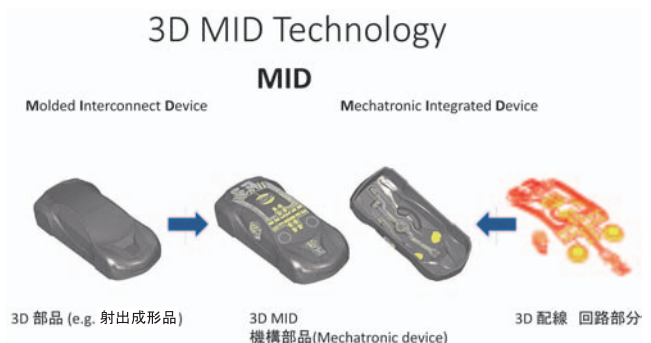 3D MID Technology
MID
Molded Interconnect Device
Mechatronic Integrated Device
3D 部品 (e.g. 射出成形品)
3D MID
機構部品(Mechatronic device)
3D 配線 回路部分